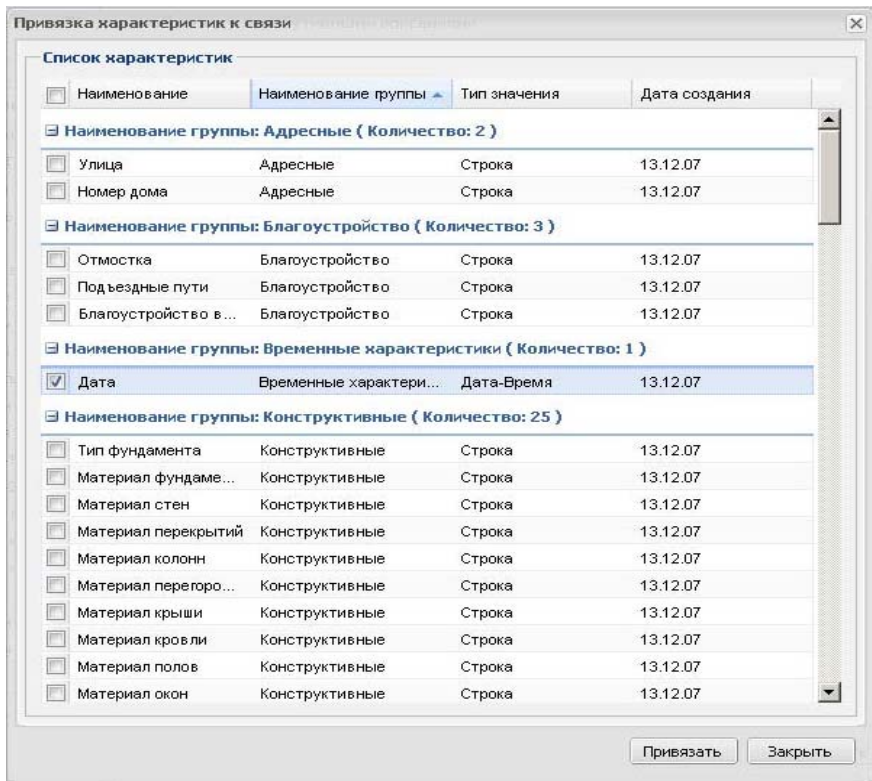 Привязка характеристик к связи
Список характеристик
Наименование Наименование группы Тип значения Дата создания
Наименование группы: Адресные ( Количество: 2 )
Улица Адресные Строка 13.12.07
Номер дома Адресные Строка 13.12.07
Наименование группы: Благоустройство ( Количество: 3 )
Отмостка Благоустройство Строка 13.12.07
Подъездные пути Благоустройство Строка 13.12.07
Благоустройство в... Благоустройство Строка 13.12.07
Наименование группы: Временные характеристики ( Количество: 1 )
Дата Временные характери... Дата-Время 13.12.07
Наименование группы: Конструктивные ( Количество: 25 )
Тип фундамента Конструктивные Строка 13.12.07
Материал фундаме... Конструктивные Строка 13.12.07
Материал стен Конструктивные Строка 13.12.07
Материал перекрытий Конструктивные Строка 13.12.07
Материал колонн Конструктивные Строка 13.12.07
Материал перегоро... Конструктивные Строка 13.12.07
Материал крыши Конструктивные Строка 13.12.07
Материал кровли Конструктивные Строка 13.12.07
Материал полов Конструктивные Строка 13.12.07
Материал окон Конструктивные Строка 13.12.07
Привязать Закрыть